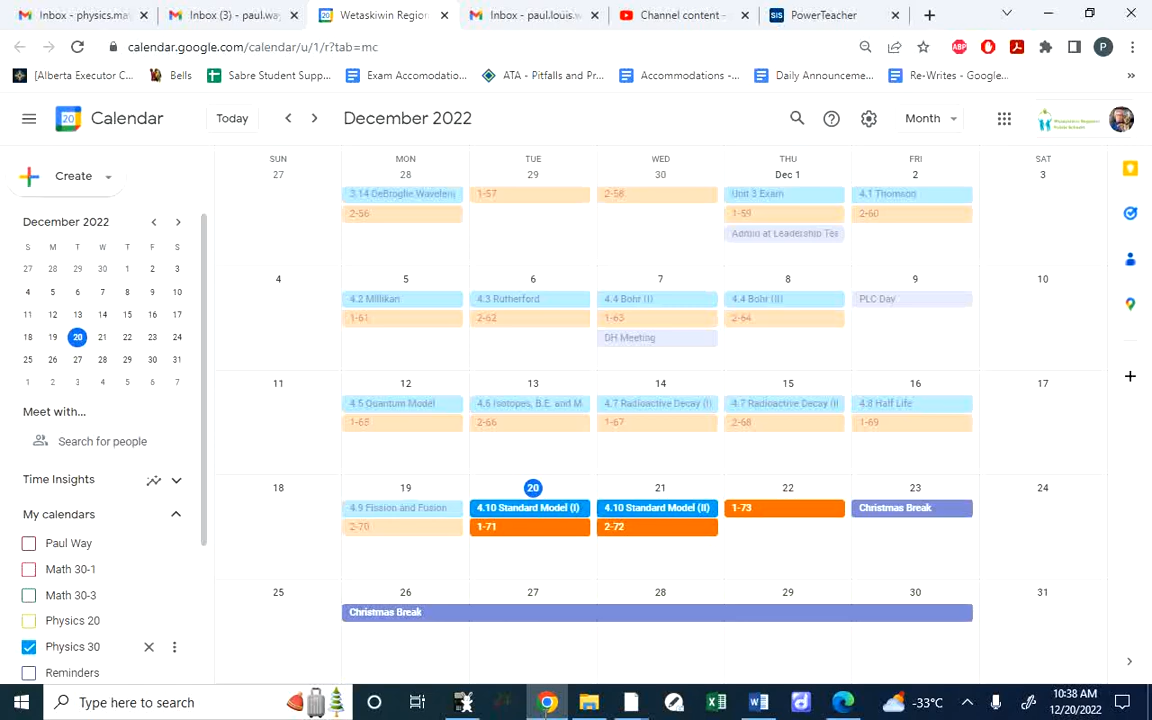 Inbox - physics.mat
Inbox (3) - paul.wa
Wetaskiwin Region
Inbox - paul.louis.w
Channel content -
SIS PowerTeacher
calendar.google.com/calendar/u/1/r?tab=mc
ABP
P
[Alberta Executor C...
Bells
Sabre Student Supp...
Exam Accomodatio...
ATA - Pitfalls and Pr...
Accommodations -...
Daily Announceme...
Re-Writes - Google...
20 Calendar
Today
December 2022
Month
Create
December 2022
S M T W T F S
27 28 29 30 1 2 3
4 5 6 7 8 9 10
11 12 13 14 15 16 17
18 19 20 21 22 23 24
25 26 27 28 29 30 31
1 2 3 4 5 6 7
Meet with...
Search for people
Time Insights
My calendars
Paul Way
Math 30-1
Math 30-3
Physics 20
Physics 30
Reminders
SUN MON TUE WED THU FRI SAT
27 28 29 30 Dec 1 2 3
3.14 DeBroglie Wavelen
1-57
2-58
Unit 3 Exam
4.1 Thomson
2-56
1-59
2-60
Admin at Leadership Tea
4 5 6 7 8 9 10
4.2 Millikan
4.3 Rutherford
4.4 Bohr (I)
4.4 Bohr (II)
PLC Day
1-61
2-62
1-63
2-64
DH Meeting
11 12 13 14 15 16 17
4.5 Quantum Model
4.6 Isotopes, B.E. and M
4.7 Radioactive Decay (I)
4.7 Radioactive Decay (II
4.8 Half Life
1-65
2-66
1-67
2-68
1-69
18 19 20 21 22 23 24
4.9 Fission and Fusion
4.10 Standard Model (I)
4.10 Standard Model (II)
1-73
Christmas Break
2-70
1-71
2-72
25 26 27 28 29 30 31
Christmas Break
Type here to search
-33°C
10:38 AM
12/20/2022